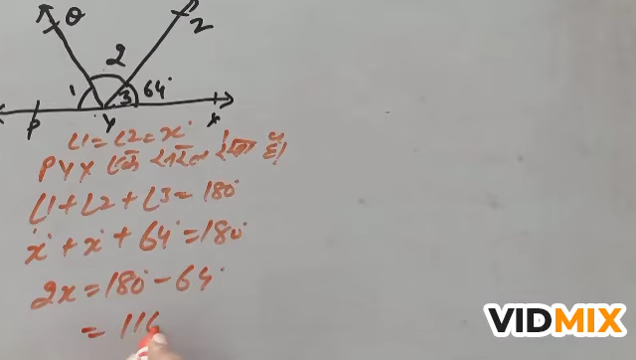 Q
Z
2
1
3
64°
P
Y
X
∠1 = ∠2 = x°
PYX एक सरल रेखा है।
∠1 + ∠2 + ∠3 = 180°
x° + x° + 64° = 180°
2x = 180° - 64°
= 116
VIDMIX